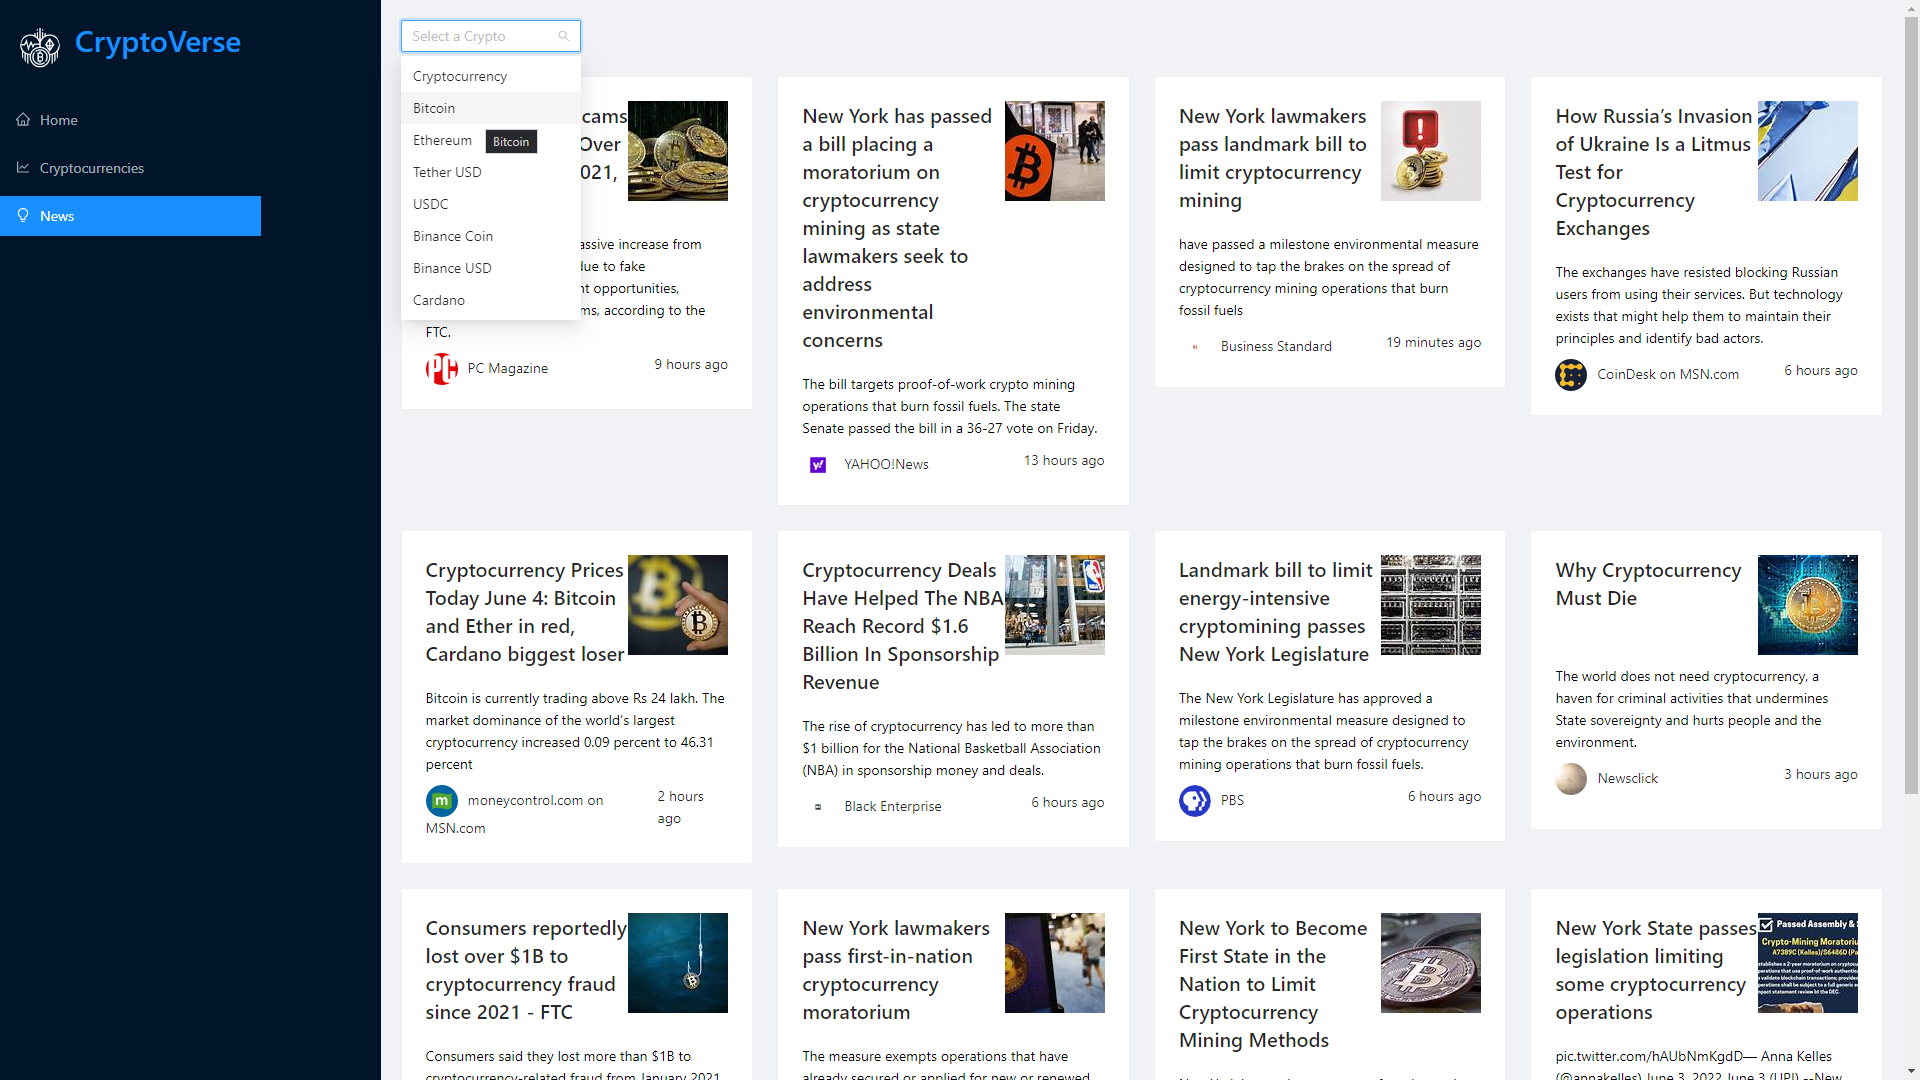 CryptoVerse
Home
Cryptocurrencies
News
Select a Crypto
Cryptocurrency
Bitcoin
Ethereum
Bitcoin
Tether USD
USDC
Binance Coin
Binance USD
Cardano
Over
increase from
due to fake
opportunities,
according to the
FTC.
PC Magazine
9 hours ago
New York has passed
a bill placing a
moratorium on
cryptocurrency
mining as state
lawmakers seek to
address
environmental
concerns
The bill targets proof-of-work crypto mining
operations that burn fossil fuels. The state
Senate passed the bill in a 36-27 vote on Friday.
YAHOO!News
13 hours ago
New York lawmakers
pass landmark bill to
limit cryptocurrency
mining
have passed a milestone environmental measure
designed to tap the brakes on the spread of
cryptocurrency mining operations that burn
fossil fuels
Business Standard
19 minutes ago
How Russia’s Invasion
of Ukraine Is a Litmus
Test for
Cryptocurrency
Exchanges
The exchanges have resisted blocking Russian
users from using their services. But technology
exists that might help them to maintain their
principles and identify bad actors.
CoinDesk on MSN.com
6 hours ago
Cryptocurrency Prices
Today June 4: Bitcoin
and Ether in red,
Cardano biggest loser
Bitcoin is currently trading above Rs 24 lakh. The
market dominance of the world's largest
cryptocurrency increased 0.09 percent to 46.31
percent
moneycontrol.com on
MSN.com
2 hours
ago
Cryptocurrency Deals
Have Helped The NBA
Reach Record $1.6
Billion In Sponsorship
Revenue
The rise of cryptocurrency has led to more than
$1 billion for the National Basketball Association
(NBA) in sponsorship money and deals.
Black Enterprise
6 hours ago
Landmark bill to limit
energy-intensive
cryptomining passes
New York Legislature
The New York Legislature has approved a
milestone environmental measure designed to
tap the brakes on the spread of cryptocurrency
mining operations that burn fossil fuels.
PBS
6 hours ago
Why Cryptocurrency
Must Die
The world does not need cryptocurrency, a
haven for criminal activities that undermines
State sovereignty and hurts people and the
environment.
Newsclick
3 hours ago
Consumers reportedly
lost over $1B to
cryptocurrency fraud
since 2021 - FTC
Consumers said they lost more than $1B to
cryptocurrency-related fraud from January 2021
New York lawmakers
pass first-in-nation
cryptocurrency
moratorium
The measure exempts operations that have
already secured or applied for new or renewed
New York to Become
First State in the
Nation to Limit
Cryptocurrency
Mining Methods
New York State passes
legislation limiting
some cryptocurrency
operations
Passed Assembly &
Crypto-Mining
A7389C (Kelles)/S6486D
pic.twitter.com/hAUbNmKgdD— Anna Kelles
(@annakelles) June 3, 2022 June 3 (UPI) --New